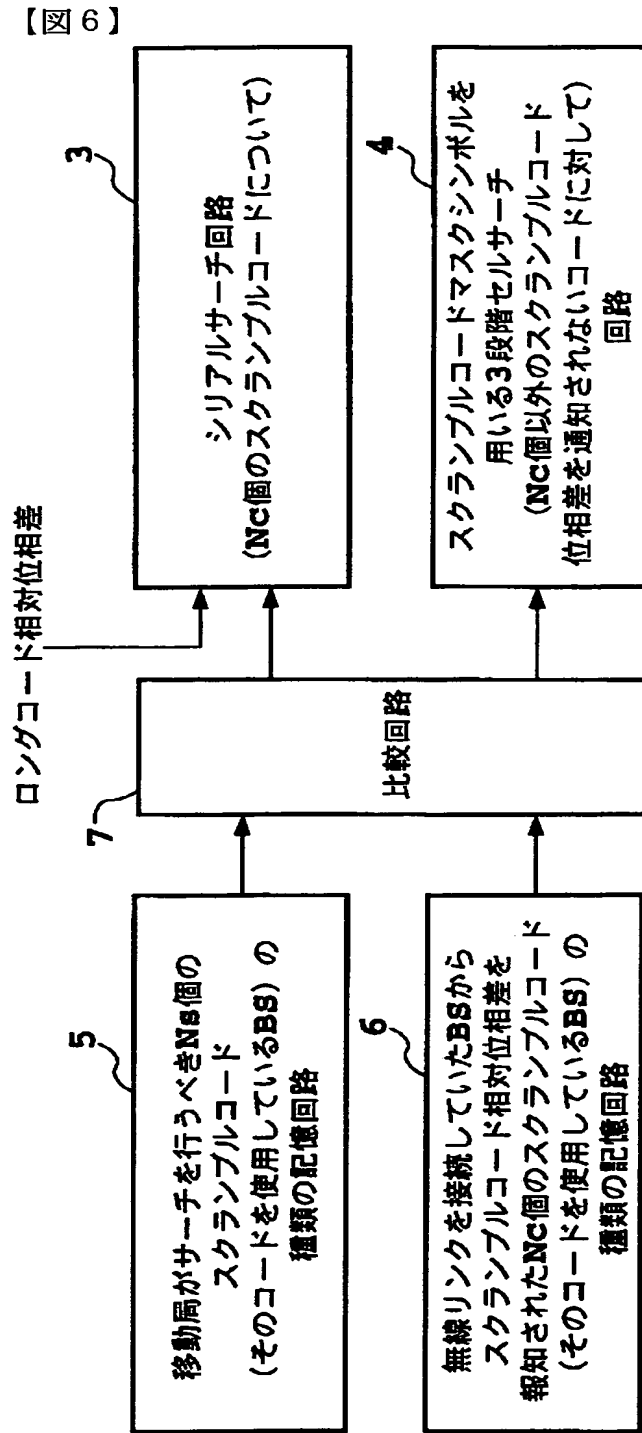 【図６】
5
移動局がサーチを行うべきNs個の
スクランブルコード
(そのコードを使用しているBS) の
種類の記憶回路
6
無線リンクを接続していたBSから
スクランブルコード相対位相差を
報知されたNc個のスクランブルコード
(そのコードを使用しているBS) の
種類の記憶回路
7
比較回路
ロングコード相対位相差
3
シリアルサーチ回路
(Nc個のスクランブルコードについて)
4
スクランブルコードマスクシンボルを
用いる3段階セルサーチ
(Nc個以外のスクランブルコード
位相差を通知されないコードに対して)
回路